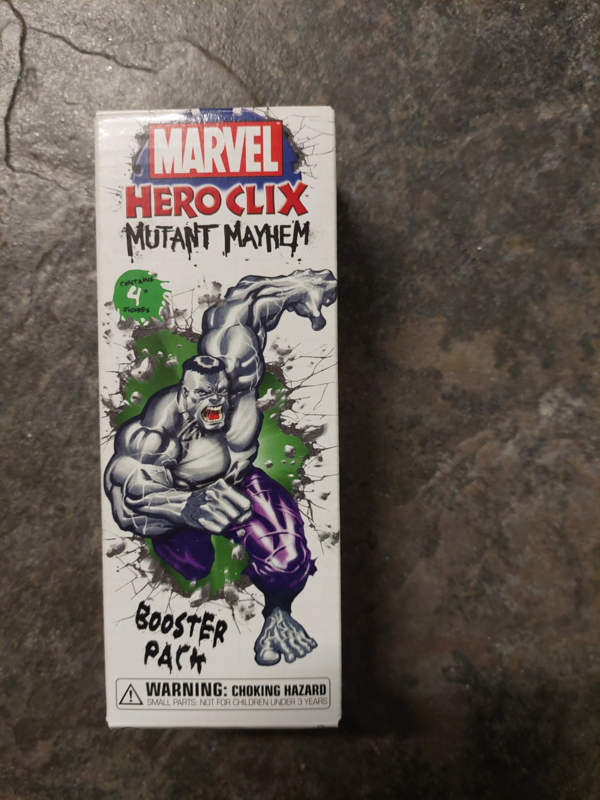 MARVEL
HEROCLIX
MUTANT MAYHEM
CONTAINS
4*
FIGURES
BOOSTER
PACK
WARNING: CHOKING HAZARD
SMALL PARTS: NOT FOR CHILDREN UNDER 3 YEARS